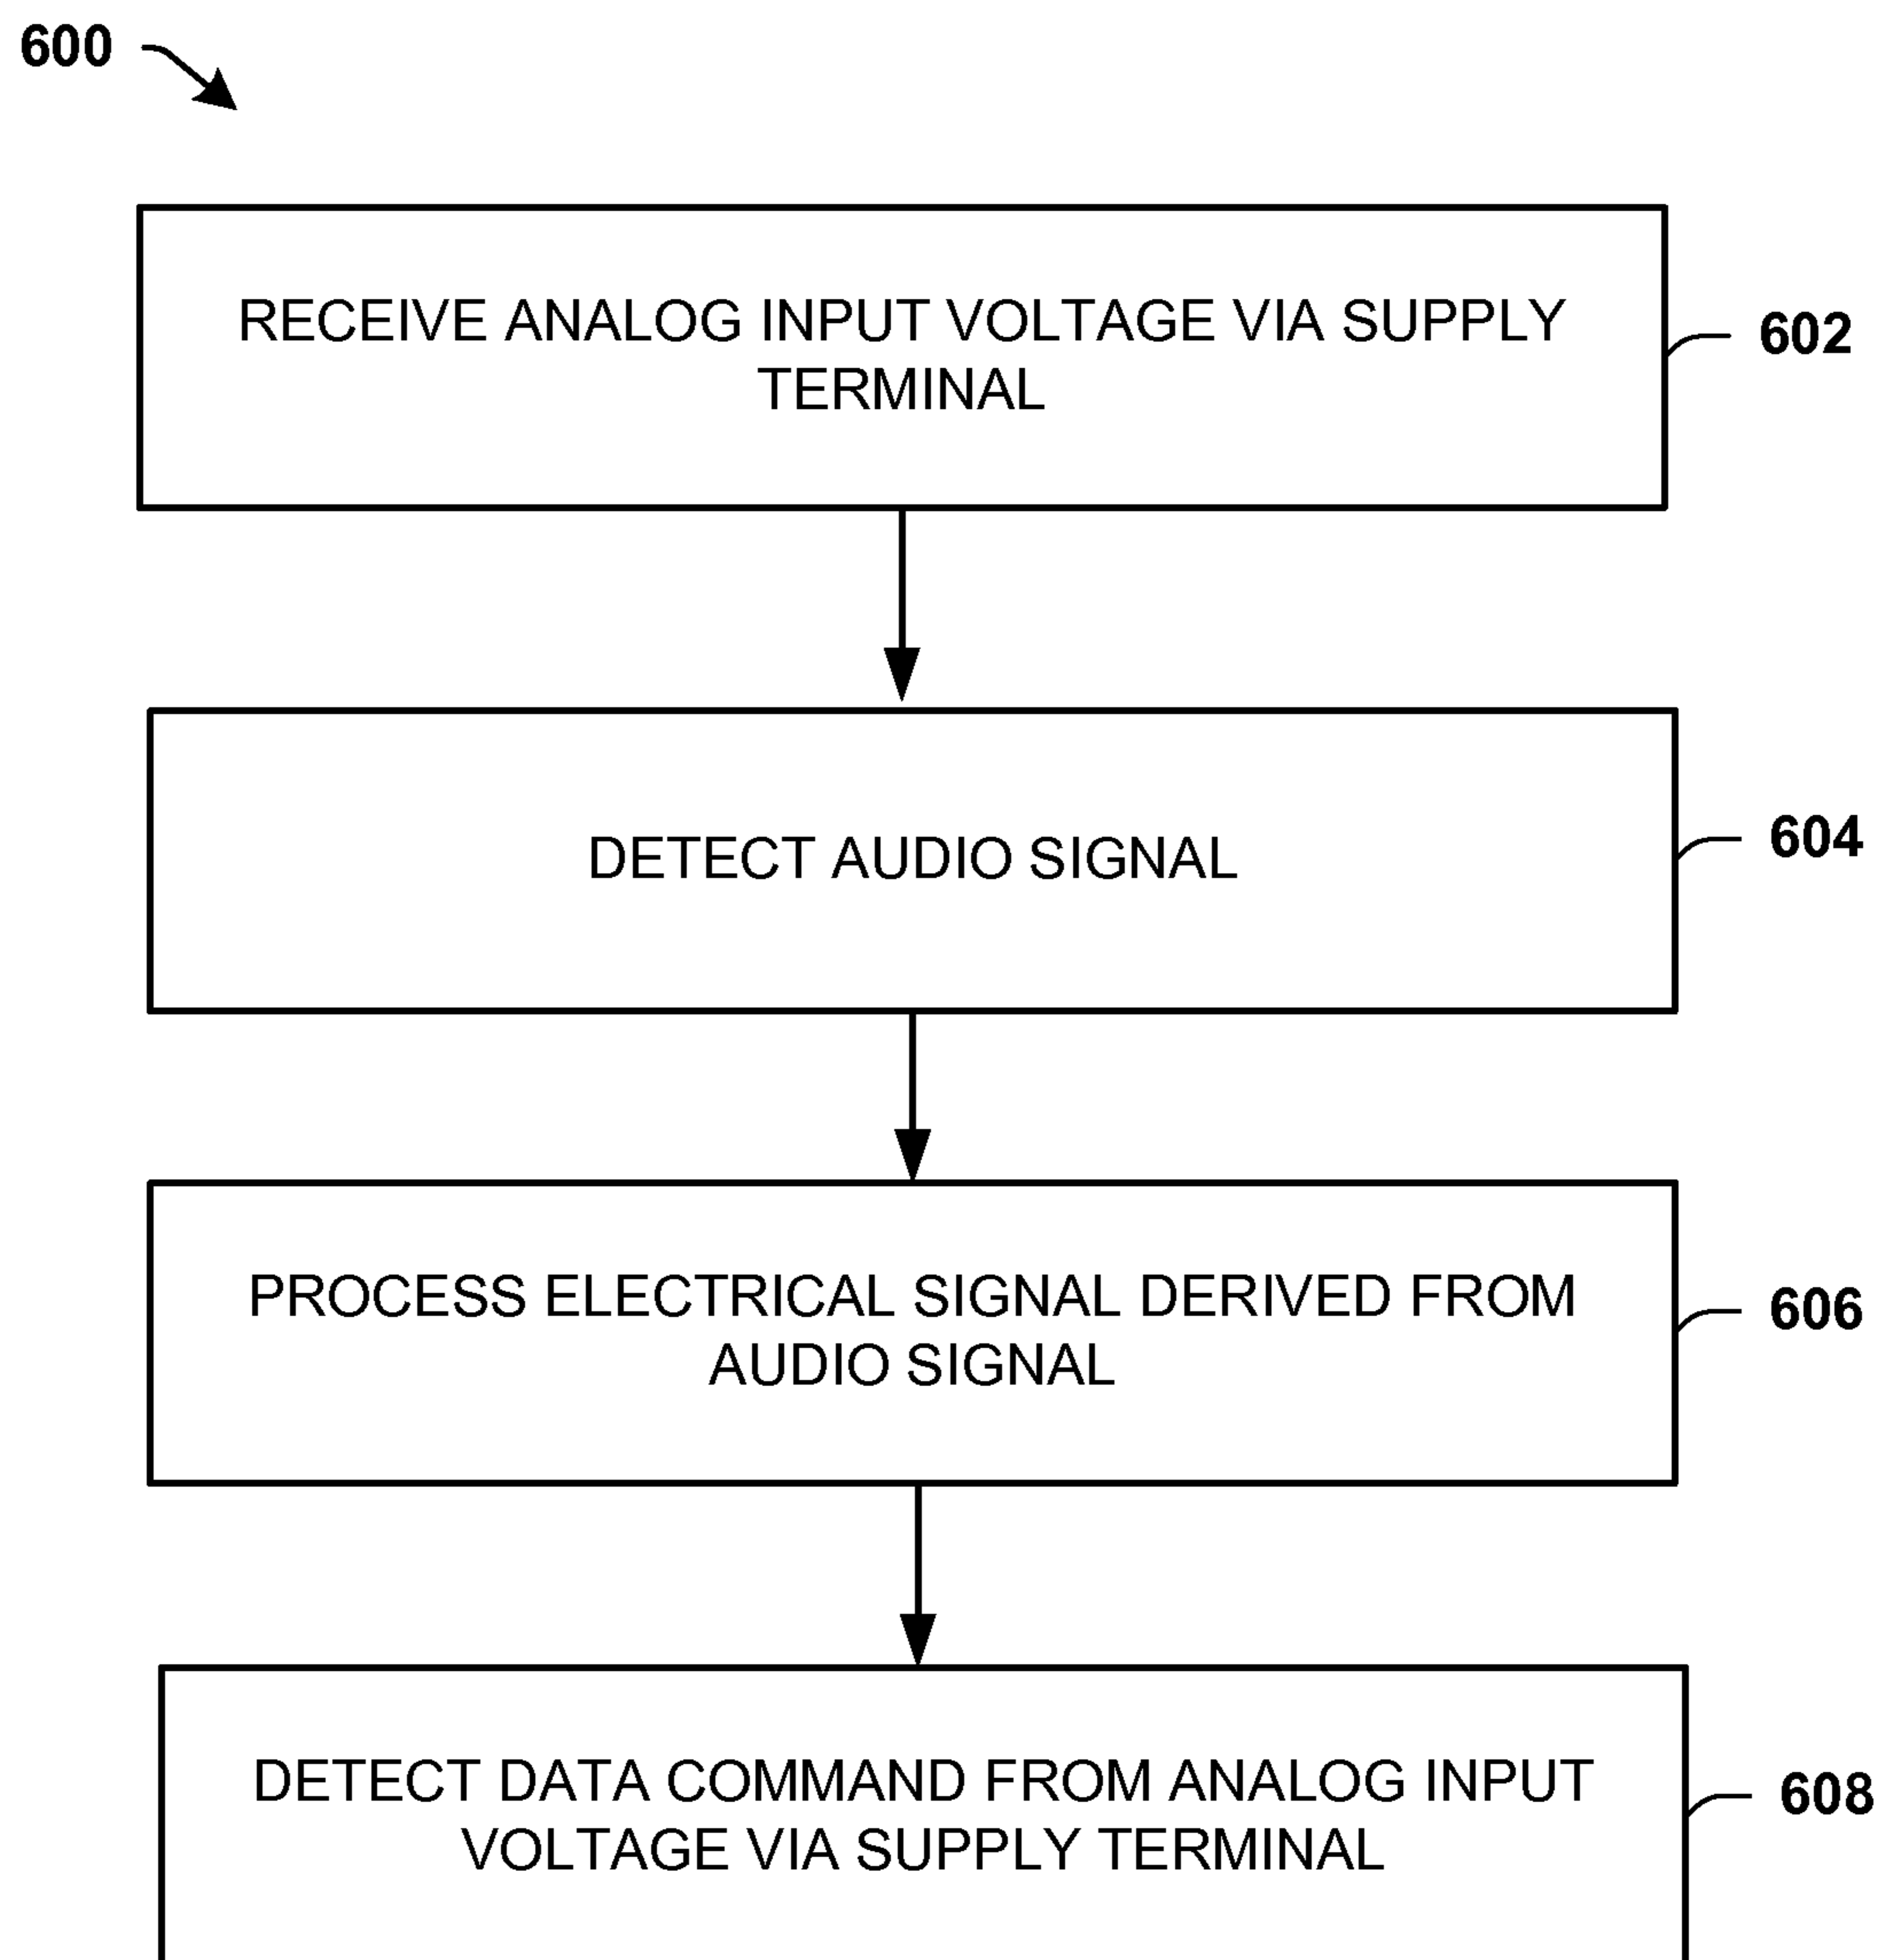 600
RECEIVE ANALOG INPUT VOLTAGE VIA SUPPLY
TERMINAL
602
DETECT AUDIO SIGNAL
604
PROCESS ELECTRICAL SIGNAL DERIVED FROM
AUDIO SIGNAL
606
DETECT DATA COMMAND FROM ANALOG INPUT
VOLTAGE VIA SUPPLY TERMINAL
608